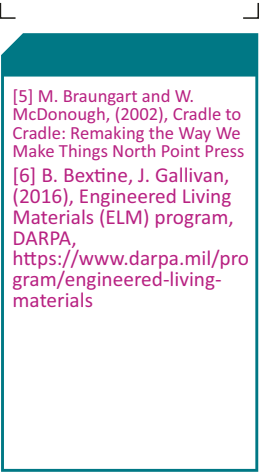 [5] M. Braungart and W.
McDonough, (2002), Cradle to
Cradle: Remaking the Way We
Make Things North Point Press
[6] B. Bextine, J. Gallivan,
(2016), Engineered Living
Materials (ELM) program,
DARPA,
https://www.darpa.mil/pro
gram/engineered-living-
materials